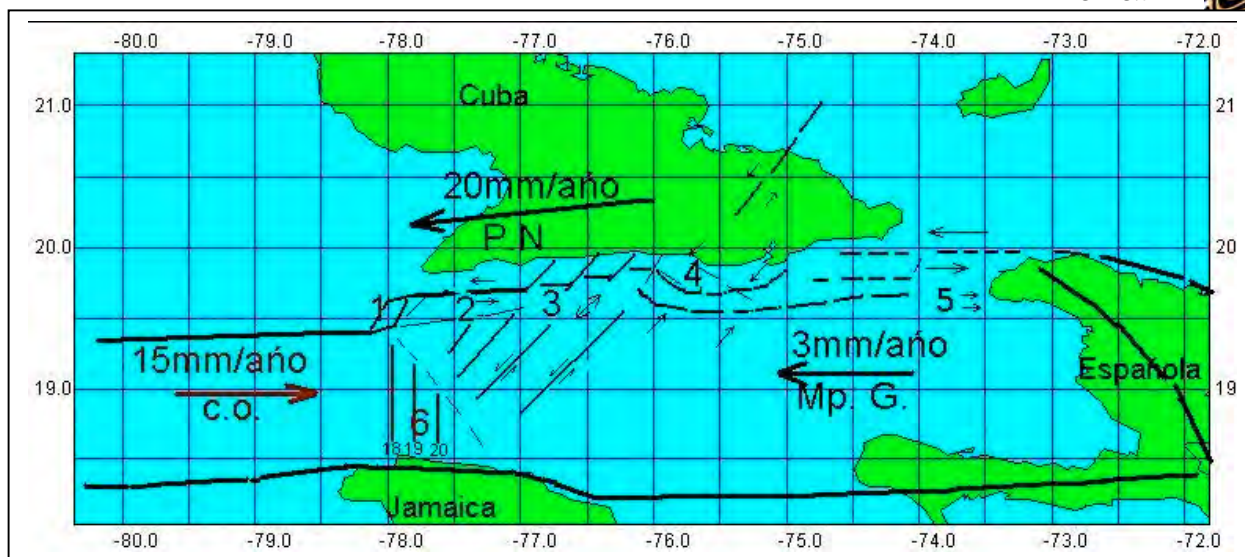 -80.0 -79.0 -78.0 -77.0 -76.0 -75.0 -74.0 -73.0 -72.0
21.0 Cuba 21
20mm/ańo
P.N
20.0 20
4
1 2 3 5
15mm/ańo 3mm/ańo
19.0 Española 19
c.o. Mp. G.
6
18 19 20
Jamaica
-80.0 -79.0 -78.0 -77.0 -76.0 -75.0 -74.0 -73.0 -72.0